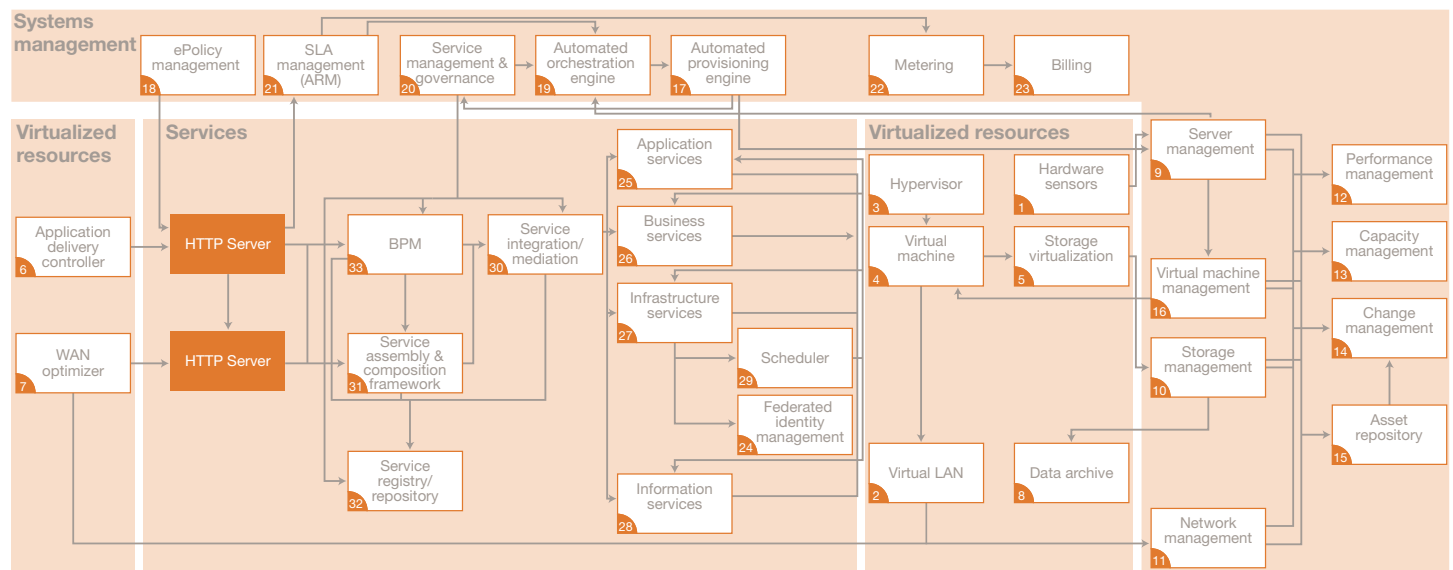 Systems
management
ePolicy
management
18
SLA
management
(ARM)
21
Service
management &
governance
20
Automated
orchestration
engine
19
Automated
provisioning
engine
17
Metering
22
Billing
23
Virtualized
resources
Application
delivery
controller
6
WAN
optimizer
7
Services
HTTP Server
HTTP Server
BPM
33
Service
assembly &
composition
framework
31
Service
registry/
repository
32
Service
integration/
mediation
30
Application
services
25
Business
services
26
Infrastructure
services
27
Scheduler
29
Federated
identity
management
24
Information
services
28
Virtualized resources
Hypervisor
3
Hardware
sensors
1
Virtual
machine
4
Storage
virtualization
5
Virtual LAN
2
Data archive
8
Server
management
9
Virtual machine
management
16
Storage
management
10
Network
management
11
Performance
management
12
Capacity
management
13
Change
management
14
Asset
repository
15